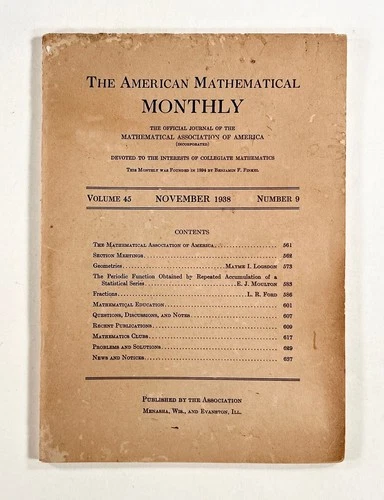 THE AMERICAN MATHEMATICAL
MONTHLY
THE OFFICIAL JOURNAL OF THE
MATHEMATICAL ASSOCIATION OF AMERICA
(INCORPORATED)
DEVOTED TO THE INTERESTS OF COLLEGIATE MATHEMATICS
THIS MONTHLY WAS FOUNDED IN 1894 BY BENJAMIN F. FINKEL
VOLUME 45 NOVEMBER 1938 NUMBER 9
CONTENTS
THE MATHEMATICAL ASSOCIATION OF AMERICA 561
SECTION MEETINGS 568
Geometries MAYME I. LOGSDON 573
The Periodic Function Obtained by Repeated Accumulation of a
Statistical Series E. J. MOULTON 583
Fractions L. R. FORD 586
MATHEMATICAL EDUCATION 601
QUESTIONS, DISCUSSIONS, AND NOTES 607
RECENT PUBLICATIONS 609
MATHEMATICS CLUBS 617
PROBLEMS AND SOLUTIONS 629
NEWS AND NOTICES 637
PUBLISHED BY THE ASSOCIATION
MENASHA, WIS., AND EVANSTON, ILL.